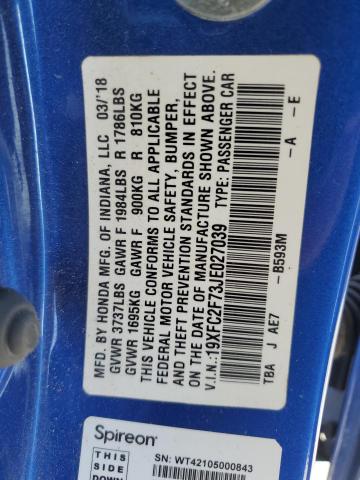 MFD. BY HONDA MFG. OF INDIANA, LLC 03/'18
GVWR 3737LBS GAWR F 1984LBS R 1786LBS
GVWR 1695KG GAWR F 900KG R 810KG
THIS VEHICLE CONFORMS TO ALL APPLICABLE
FEDERAL MOTOR VEHICLE SAFETY, BUMPER,
AND THEFT PREVENTION STANDARDS IN EFFECT
ON THE DATE OF MANUFACTURE SHOWN ABOVE.
V.I.N.:19XFC2F73JE027039 TYPE: PASSENGER CAR
TBA J AE7 -B593M -A -E
Spireon
THIS
SIDE
DOWN
SN: WT42105000843